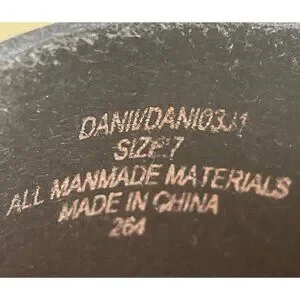 DANI/DANI03J1
SIZE:7
ALL MANMADE MATERIALS
MADE IN CHINA
264